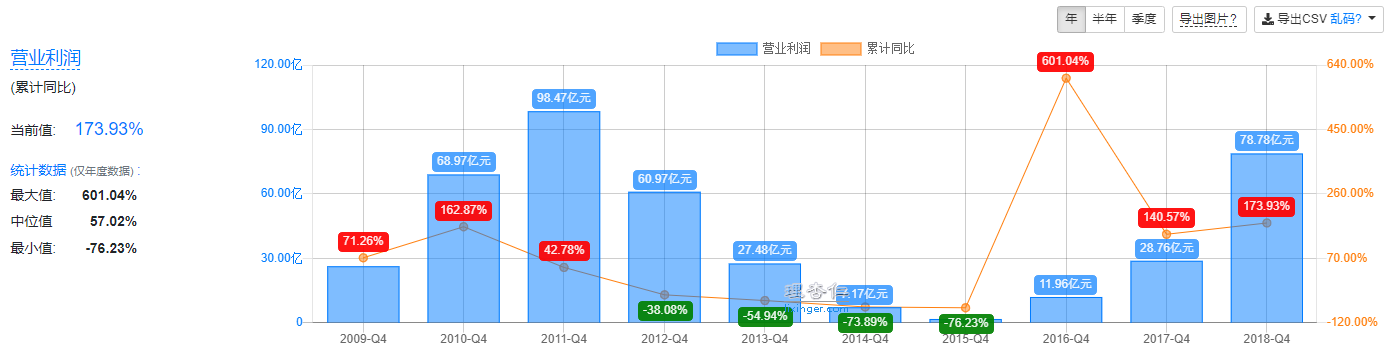 年 半年 季度 导出图片? 导出CSV 乱码?
营业利润
(累计同比)
当前值: 173.93%
统计数据 (仅年度数据) :
最大值: 601.04%
中位值 57.02%
最小值: -76.23%
营业利润 累计同比
120.00亿
90.00亿
60.00亿
30.00亿
0
640.00%
450.00%
260.00%
70.00%
-120.00%
68.97亿元
98.47亿元
60.97亿元
27.48亿元
11.96亿元
28.76亿元
78.78亿元
71.26%
162.87%
42.78%
-38.08%
-54.94%
-73.89%
-76.23%
601.04%
140.57%
173.93%
理杏仁
2009-Q4 2010-Q4 2011-Q4 2012-Q4 2013-Q4 2014-Q4 2015-Q4 2016-Q4 2017-Q4 2018-Q4